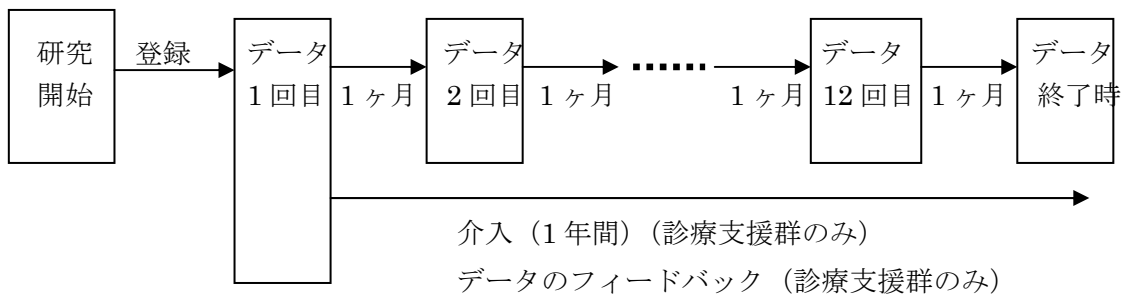 研究
開始
登録
データ
1回目
1ヶ月
データ
2回目
1ヶ月
……
1ヶ月
データ
12回目
1ヶ月
データ
終了時
介入（1年間）（診療支援群のみ）
データのフィードバック（診療支援群のみ）